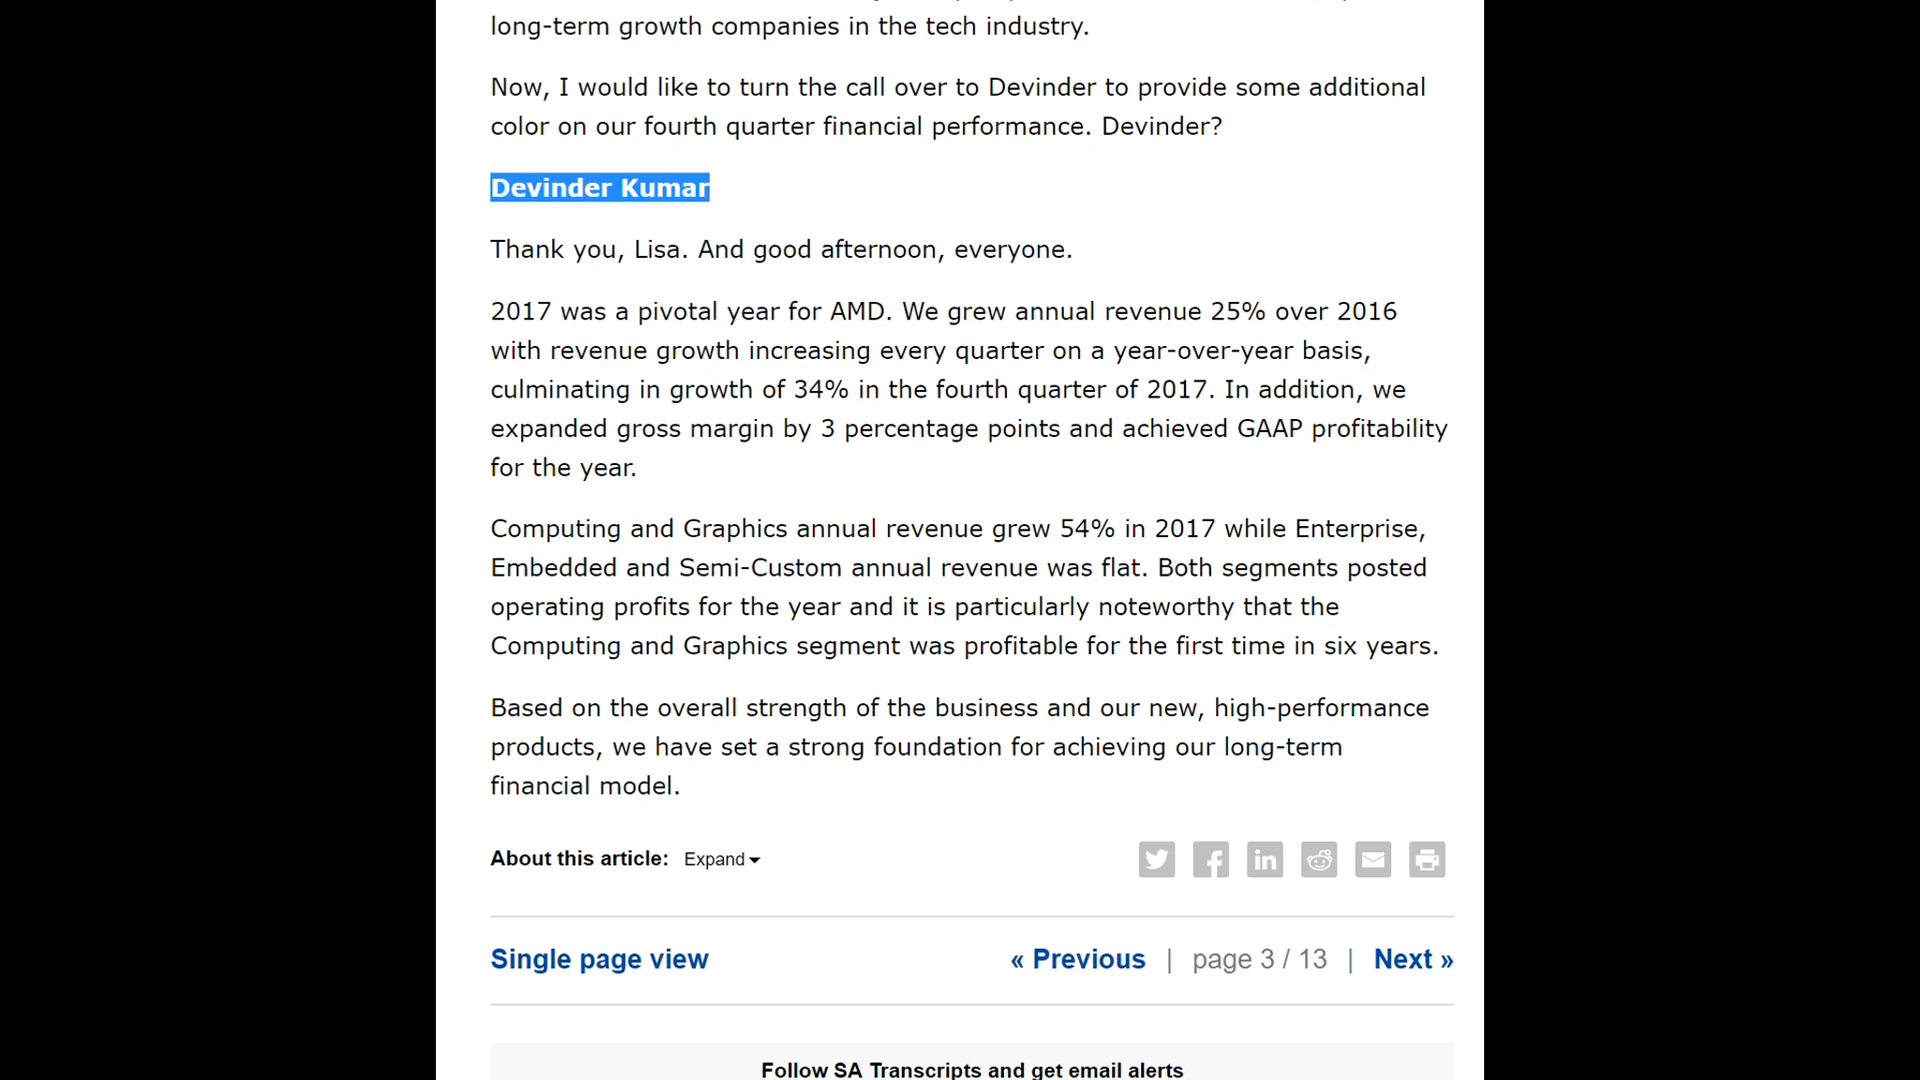 long-term growth companies in the tech industry.
Now, I would like to turn the call over to Devinder to provide some additional
color on our fourth quarter financial performance. Devinder?
Devinder Kumar
Thank you, Lisa. And good afternoon, everyone.
2017 was a pivotal year for AMD. We grew annual revenue 25% over 2016
with revenue growth increasing every quarter on a year-over-year basis,
culminating in growth of 34% in the fourth quarter of 2017. In addition, we
expanded gross margin by 3 percentage points and achieved GAAP profitability
for the year.
Computing and Graphics annual revenue grew 54% in 2017 while Enterprise,
Embedded and Semi-Custom annual revenue was flat. Both segments posted
operating profits for the year and it is particularly noteworthy that the
Computing and Graphics segment was profitable for the first time in six years.
Based on the overall strength of the business and our new, high-performance
products, we have set a strong foundation for achieving our long-term
financial model.
About this article: Expand
Single page view « Previous | page 3 / 13 | Next »
Follow SA Transcripts and get email alerts